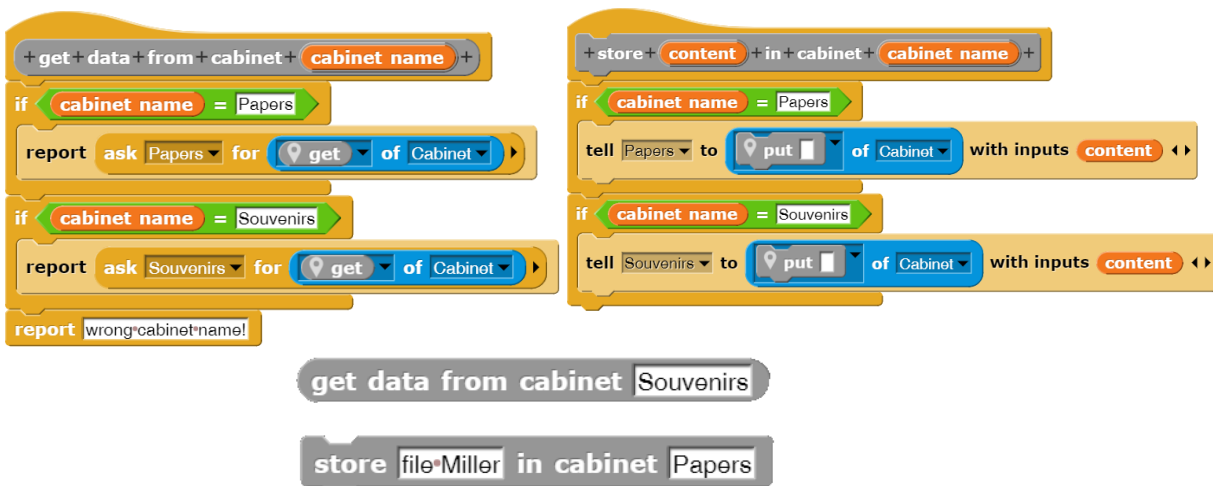 +get+data+from+cabinet+ cabinet name +
if cabinet name = Papers
report ask Papers for get of Cabinet
if cabinet name = Souvenirs
report ask Souvenirs for get of Cabinet
report wrong cabinet name!
+store+ content +in+cabinet+ cabinet name +
if cabinet name = Papers
tell Papers to put of Cabinet with inputs content
if cabinet name = Souvenirs
tell Souvenirs to put of Cabinet with inputs content
get data from cabinet Souvenirs
store file Miller in cabinet Papers